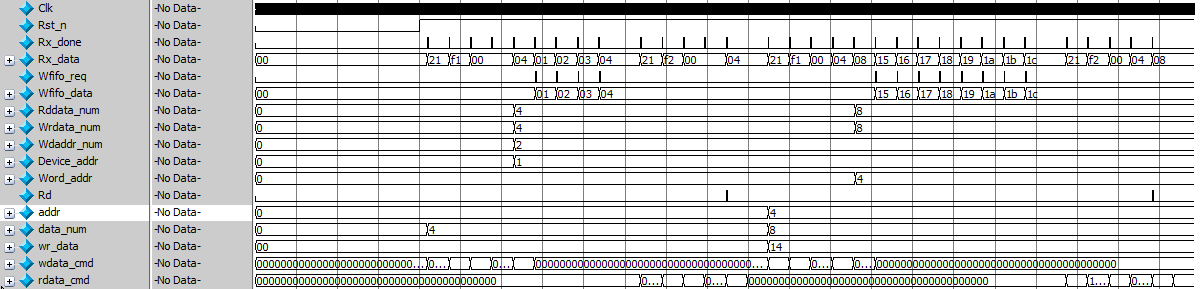 Clk -No Data-
Rst_n -No Data-
Rx_done -No Data-
Rx_data -No Data- 00 21 f1 00 04 01 02 03 04 21 f2 00 04 21 f1 00 04 08 15 16 17 18 19 1a 1b 1c 21 f2 00 04 08
Wfifo_req -No Data-
Wfifo_data -No Data- 00 01 02 03 04 15 16 17 18 19 1a 1b 1c
Rddata_num -No Data- 0 4 8
Wrdata_num -No Data- 0 4 8
Wdaddr_num -No Data- 0 2
Device_addr -No Data- 0 1
Word_addr -No Data- 0 4
Rd -No Data-
addr -No Data- 0 4
data_num -No Data- 0 4 8
wr_data -No Data- 00 14
wdata_cmd -No Data- 0... 0... 0... 0...
rdata_cmd -No Data- 0... 0... 1... 0...